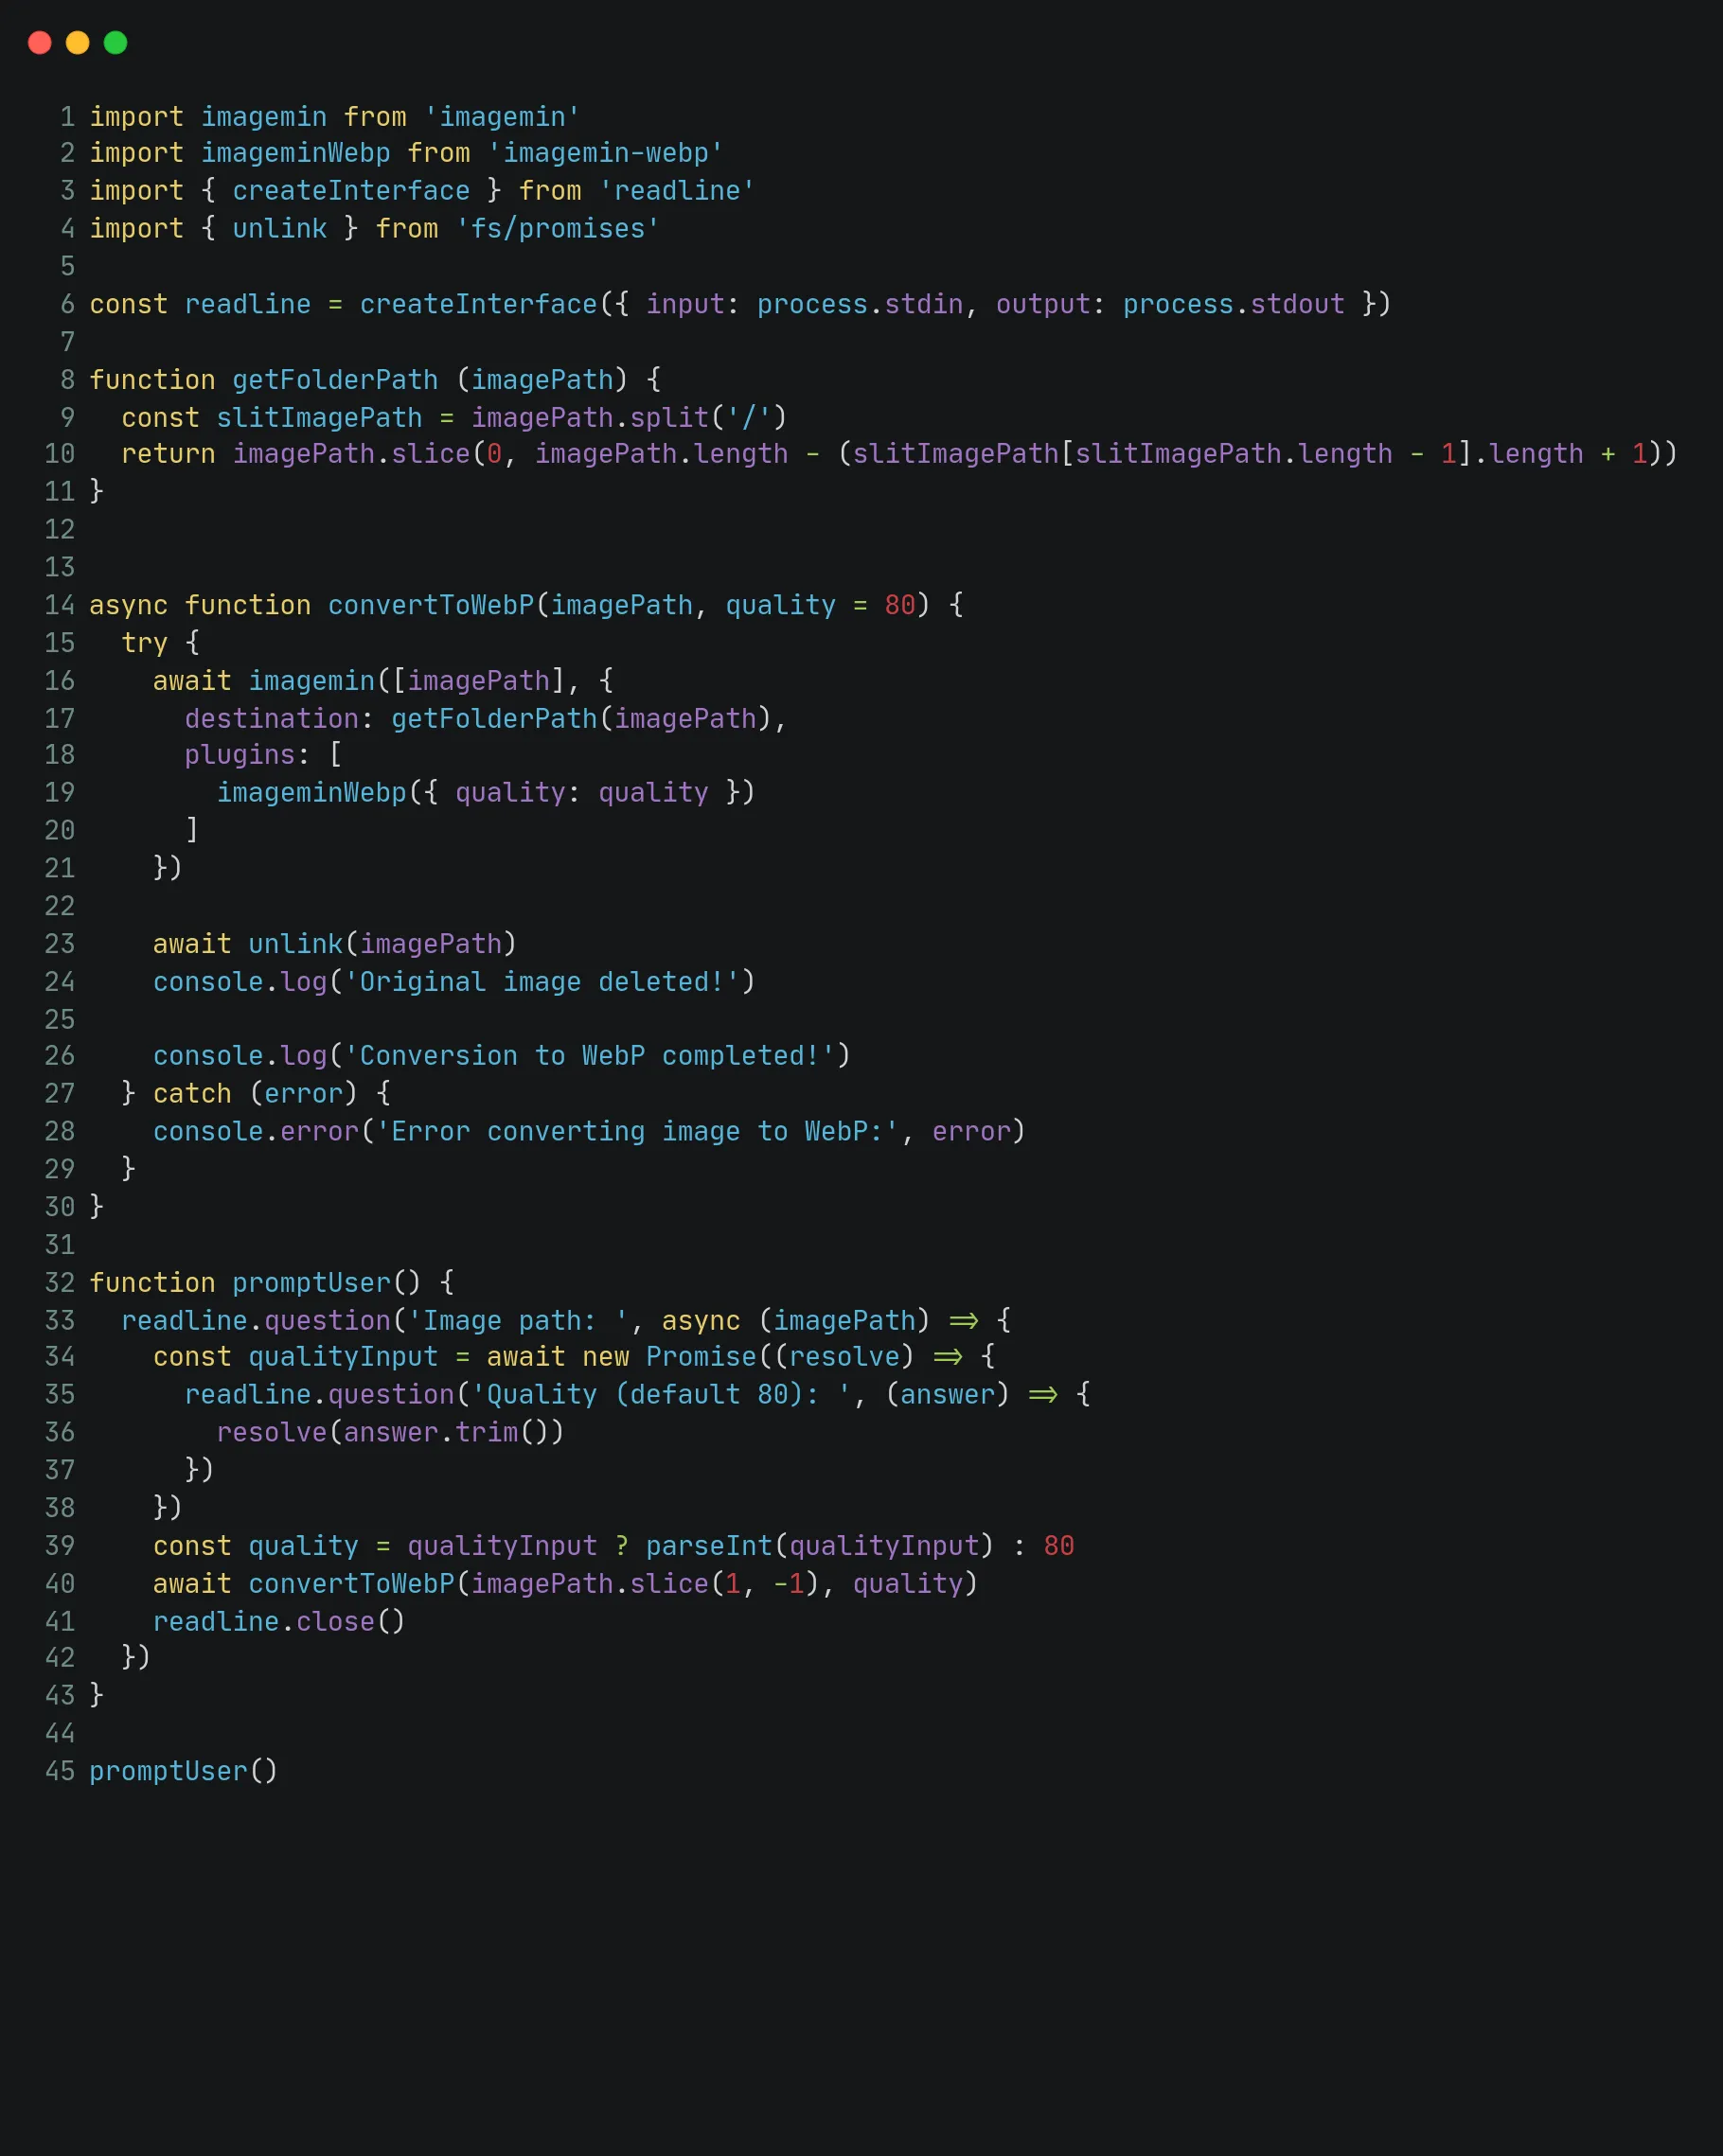 1 import imagemin from 'imagemin'
2 import imageminWebp from 'imagemin-webp'
3 import { createInterface } from 'readline'
4 import { unlink } from 'fs/promises'
5
6 const readline = createInterface({ input: process.stdin, output: process.stdout })
7
8 function getFolderPath (imagePath) {
9   const slitImagePath = imagePath.split('/')
10   return imagePath.slice(0, imagePath.length - (slitImagePath[slitImagePath.length - 1].length + 1))
11 }
12
13
14 async function convertToWebP(imagePath, quality = 80) {
15   try {
16     await imagemin([imagePath], {
17       destination: getFolderPath(imagePath),
18       plugins: [
19         imageminWebp({ quality: quality })
20       ]
21     })
22
23     await unlink(imagePath)
24     console.log('Original image deleted!')
25
26     console.log('Conversion to WebP completed!')
27   } catch (error) {
28     console.error('Error converting image to WebP:', error)
29   }
30 }
31
32 function promptUser() {
33   readline.question('Image path: ', async (imagePath) => {
34     const qualityInput = await new Promise((resolve) => {
35       readline.question('Quality (default 80): ', (answer) => {
36         resolve(answer.trim())
37       })
38     })
39     const quality = qualityInput ? parseInt(qualityInput) : 80
40     await convertToWebP(imagePath.slice(1, -1), quality)
41     readline.close()
42   })
43 }
44
45 promptUser()